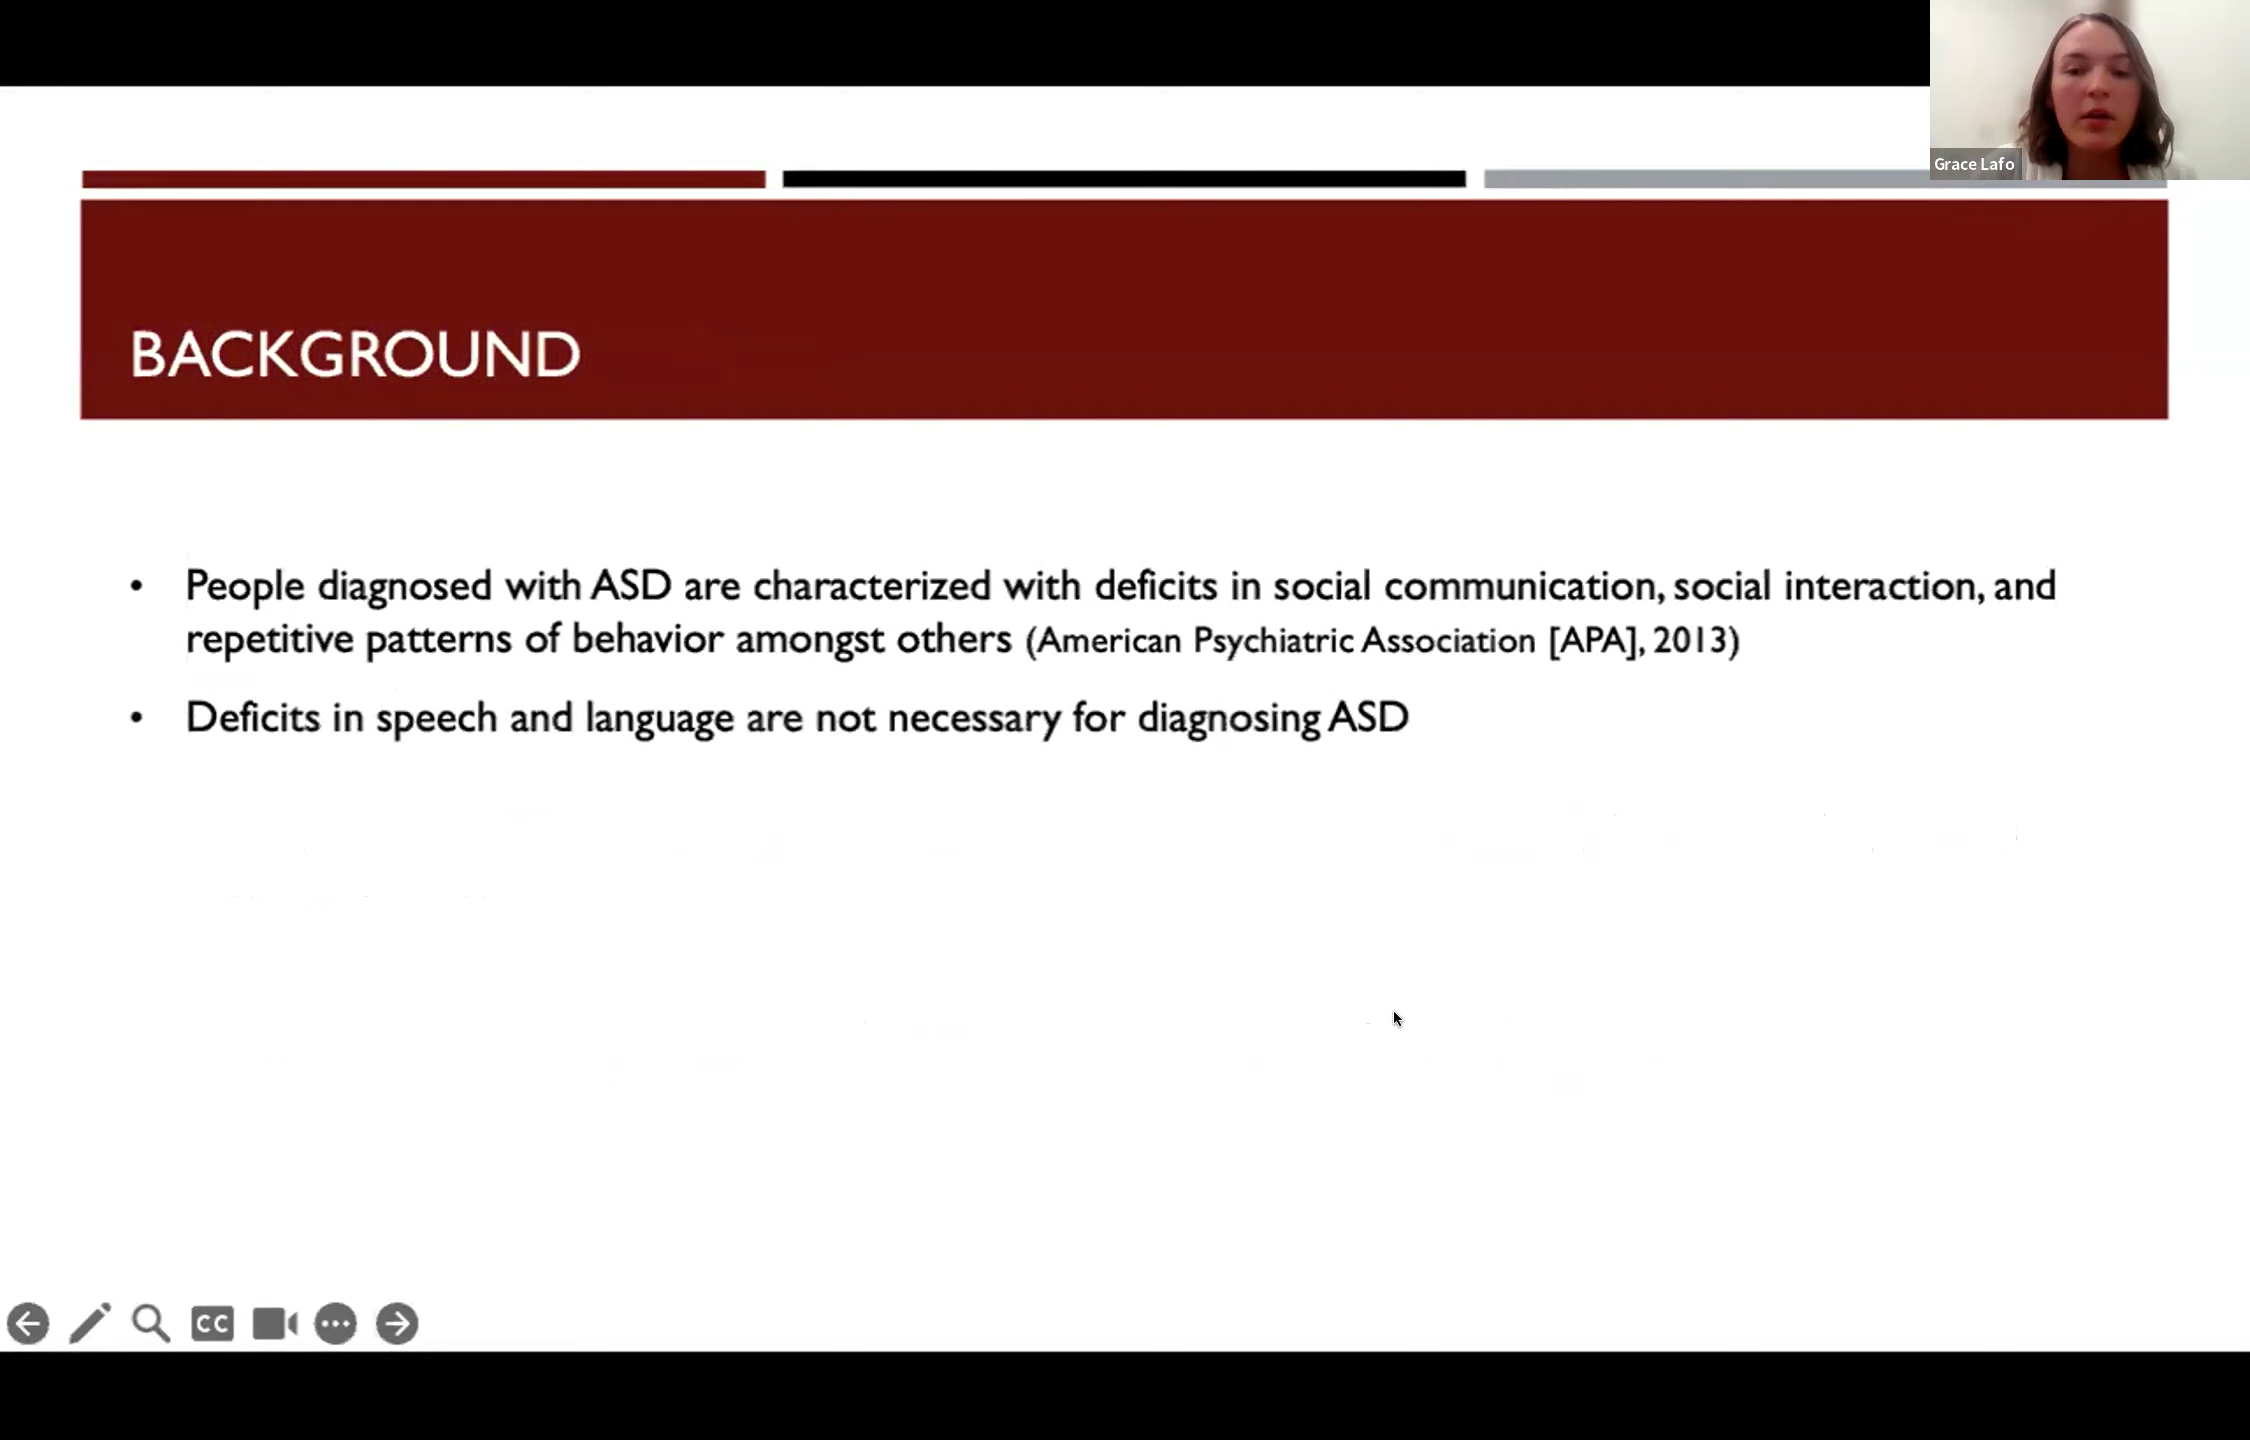 Grace Lafo
BACKGROUND
• People diagnosed with ASD are characterized with deficits in social communication, social interaction, and
repetitive patterns of behavior amongst others (American Psychiatric Association [APA], 2013)
• Deficits in speech and language are not necessary for diagnosing ASD
CC